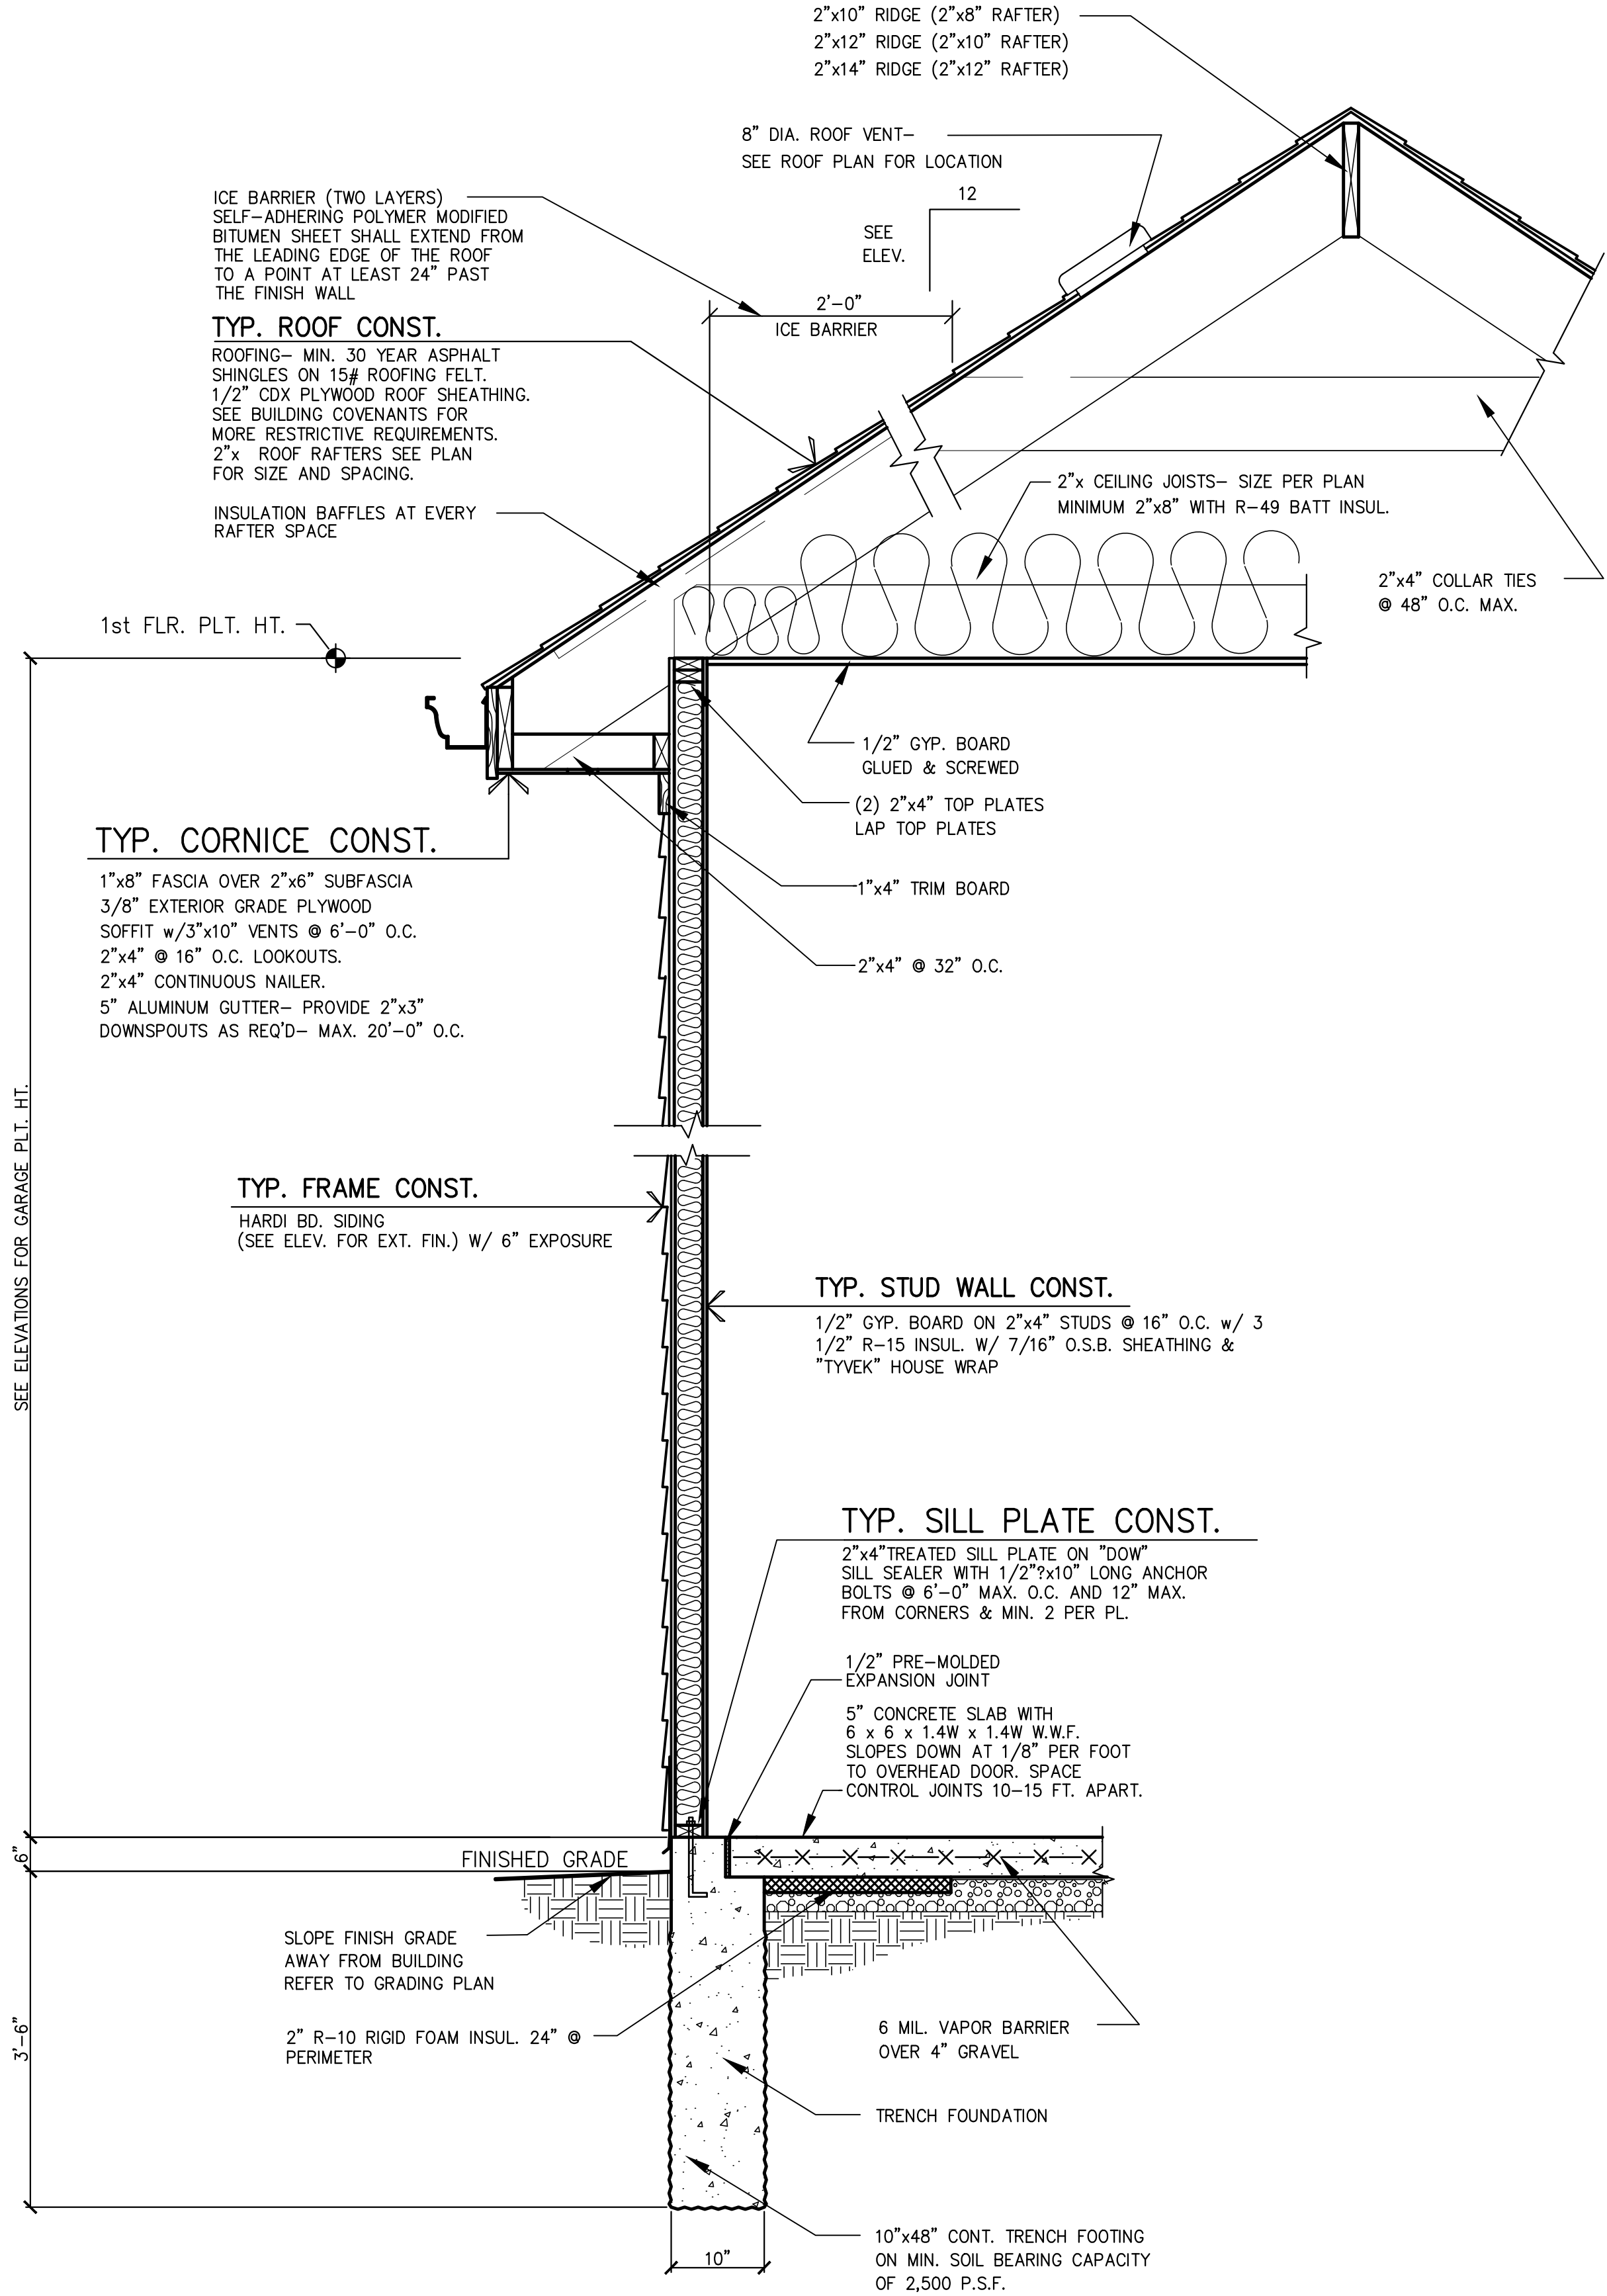 2"x10" RIDGE (2"x8" RAFTER)
2"x12" RIDGE (2"x10" RAFTER)
2"x14" RIDGE (2"x12" RAFTER)
8" DIA. ROOF VENT-
SEE ROOF PLAN FOR LOCATION
12
SEE
ELEV.
ICE BARRIER (TWO LAYERS)
SELF-ADHERING POLYMER MODIFIED
BITUMEN SHEET SHALL EXTEND FROM
THE LEADING EDGE OF THE ROOF
TO A POINT AT LEAST 24" PAST
THE FINISH WALL
2'-0"
ICE BARRIER
TYP. ROOF CONST.
ROOFING- MIN. 30 YEAR ASPHALT
SHINGLES ON 15# ROOFING FELT.
1/2" CDX PLYWOOD ROOF SHEATHING.
SEE BUILDING COVENANTS FOR
MORE RESTRICTIVE REQUIREMENTS.
2"x ROOF RAFTERS SEE PLAN
FOR SIZE AND SPACING.
INSULATION BAFFLES AT EVERY
RAFTER SPACE
2"x CEILING JOISTS- SIZE PER PLAN
MINIMUM 2"x8" WITH R-49 BATT INSUL.
2"x4" COLLAR TIES
@ 48" O.C. MAX.
1st FLR. PLT. HT.
1/2" GYP. BOARD
GLUED & SCREWED
(2) 2"x4" TOP PLATES
LAP TOP PLATES
1"x4" TRIM BOARD
2"x4" @ 32" O.C.
TYP. CORNICE CONST.
1"x8" FASCIA OVER 2"x6" SUBFASCIA
3/8" EXTERIOR GRADE PLYWOOD
SOFFIT w/3"x10" VENTS @ 6'-0" O.C.
2"x4" @ 16" O.C. LOOKOUTS.
2"x4" CONTINUOUS NAILER.
5" ALUMINUM GUTTER- PROVIDE 2"x3"
DOWNSPOUTS AS REQ'D- MAX. 20'-0" O.C.
SEE ELEVATIONS FOR GARAGE PLT. HT.
TYP. FRAME CONST.
HARDI BD. SIDING
(SEE ELEV. FOR EXT. FIN.) W/ 6" EXPOSURE
TYP. STUD WALL CONST.
1/2" GYP. BOARD ON 2"x4" STUDS @ 16" O.C. w/ 3
1/2" R-15 INSUL. W/ 7/16" O.S.B. SHEATHING &
"TYVEK" HOUSE WRAP
TYP. SILL PLATE CONST.
2"x4"TREATED SILL PLATE ON "DOW"
SILL SEALER WITH 1/2"?x10" LONG ANCHOR
BOLTS @ 6'-0" MAX. O.C. AND 12" MAX.
FROM CORNERS & MIN. 2 PER PL.
1/2" PRE-MOLDED
EXPANSION JOINT
5" CONCRETE SLAB WITH
6 x 6 x 1.4W x 1.4W W.W.F.
SLOPES DOWN AT 1/8" PER FOOT
TO OVERHEAD DOOR. SPACE
CONTROL JOINTS 10-15 FT. APART.
6"
FINISHED GRADE
SLOPE FINISH GRADE
AWAY FROM BUILDING
REFER TO GRADING PLAN
3'-6"
2" R-10 RIGID FOAM INSUL. 24" @
PERIMETER
6 MIL. VAPOR BARRIER
OVER 4" GRAVEL
TRENCH FOUNDATION
10"x48" CONT. TRENCH FOOTING
ON MIN. SOIL BEARING CAPACITY
OF 2,500 P.S.F.
10"